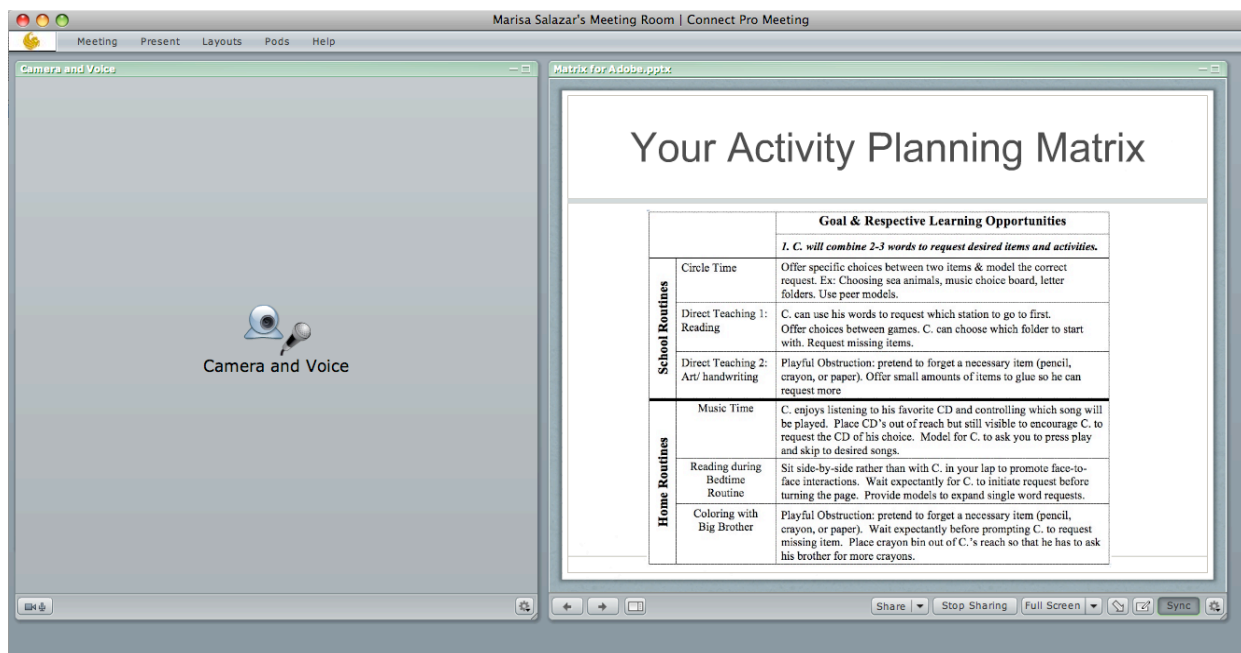 Marisa Salazar's Meeting Room | Connect Pro Meeting
Meeting Present Layouts Pods Help
Camera and Voice
Camera and Voice
Matrix for Adobe.pptx
Your Activity Planning Matrix
Goal & Respective Learning Opportunities
1. C. will combine 2-3 words to request desired items and activities.
School Routines
Circle Time
Offer specific choices between two items & model the correct
request. Ex: Choosing sea animals, music choice board, letter
folders. Use peer models.
Direct Teaching 1:
Reading
C. can use his words to request which station to go to first.
Offer choices between games. C. can choose which folder to start
with. Request missing items.
Direct Teaching 2:
Art/ handwriting
Playful Obstruction: pretend to forget a necessary item (pencil,
crayon, or paper). Offer small amounts of items to glue so he can
request more
Home Routines
Music Time
C. enjoys listening to his favorite CD and controlling which song will
be played. Place CD's out of reach but still visible to encourage C. to
request the CD of his choice. Model for C. to ask you to press play
and skip to desired songs.
Reading during
Bedtime
Routine
Sit side-by-side rather than with C. in your lap to promote face-to-
face interactions. Wait expectantly for C. to initiate request before
turning the page. Provide models to expand single word requests.
Coloring with
Big Brother
Playful Obstruction: pretend to forget a necessary item (pencil,
crayon, or paper). Wait expectantly before prompting C. to request
missing item. Place crayon bin out of C.'s reach so that he has to ask
his brother for more crayons.
Share Stop Sharing Full Screen Sync